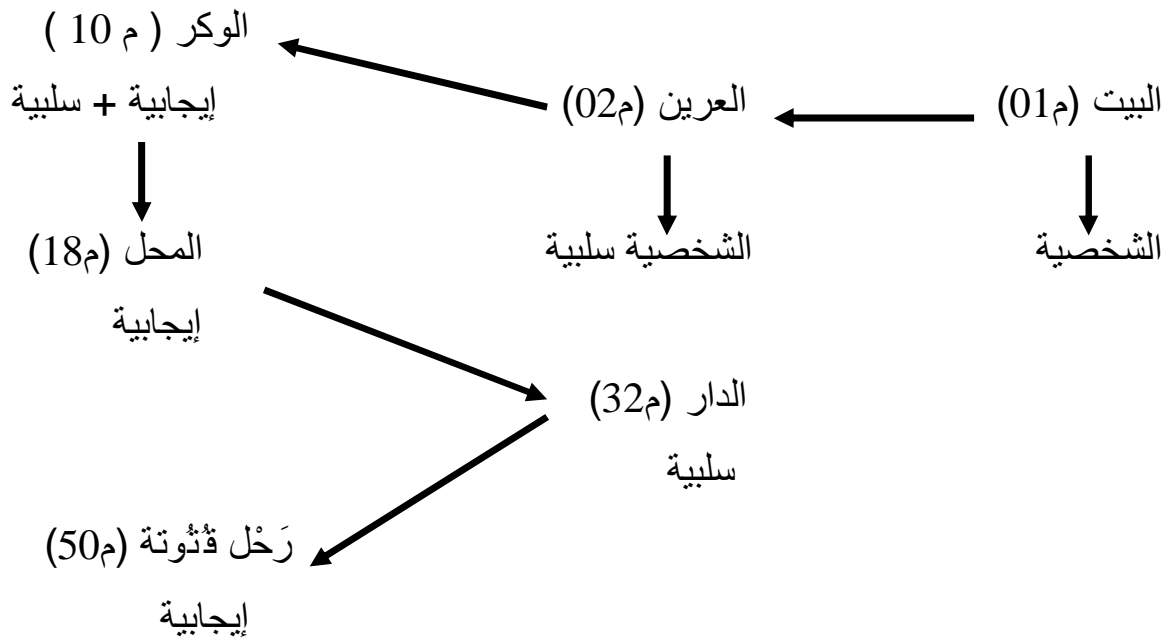 الوكر ( م 10 )
البيت (م01)
العرين (م02)
إيجابية + سلبية
المحل (م18)
الشخصية سلبية
الشخصية
إيجابية
الدار (م32)
سلبية
رَحْل قُتُوتة (م50)
إيجابية